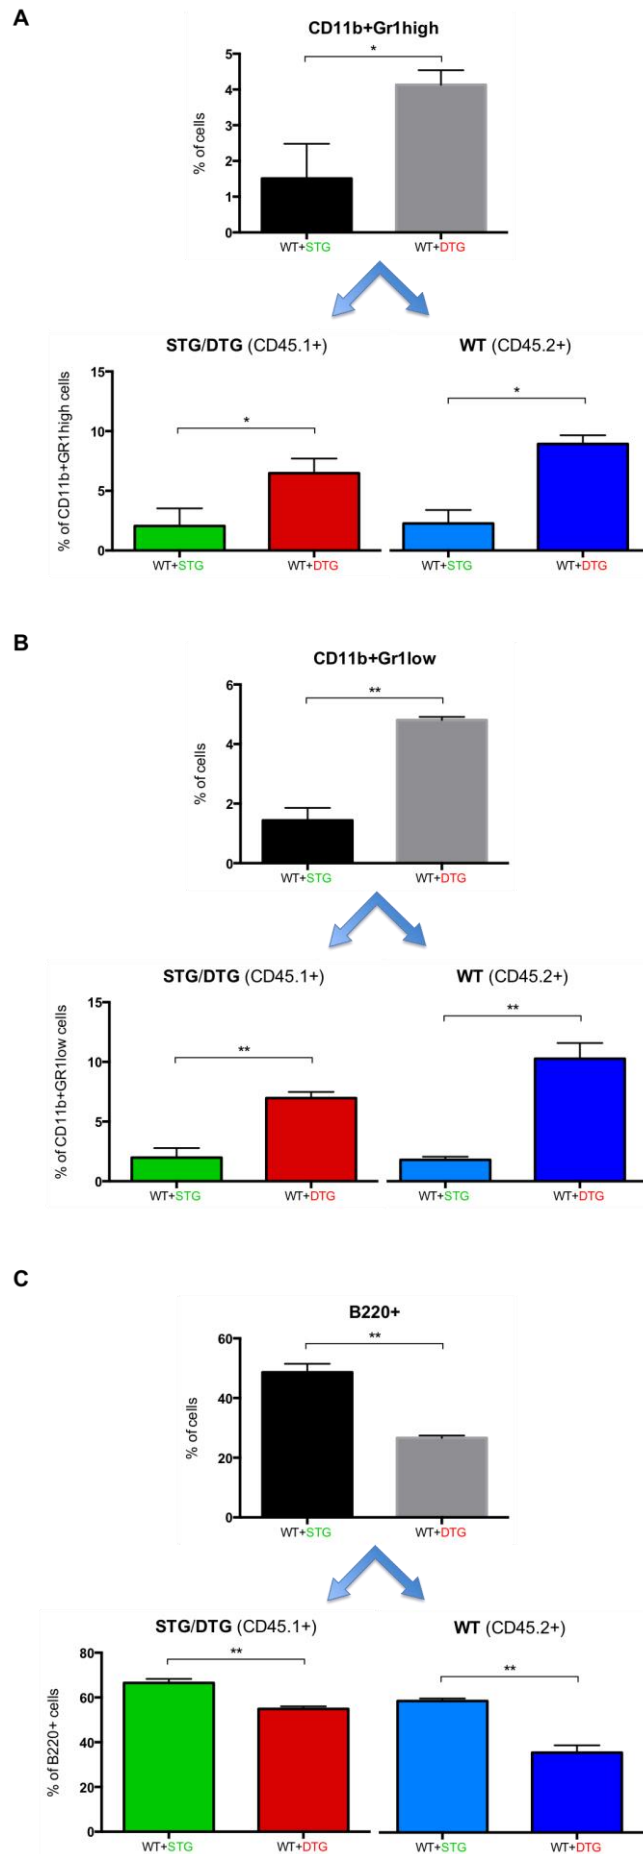 A
CD11b+Gr1high
*
5
4
3
2
1
0
% of cells
WT+STG WT+DTG
STG/DTG (CD45.1+) WT (CD45.2+)
15
10
5
0
% of CD11b+GR1high cells
* *
WT+STG WT+DTG WT+STG WT+DTG
B
CD11b+Gr1low
**
6
4
2
0
% of cells
WT+STG WT+DTG
STG/DTG (CD45.1+) WT (CD45.2+)
15
10
5
0
% of CD11b+GR1low cells
** **
WT+STG WT+DTG WT+STG WT+DTG
C
B220+
**
60
40
20
0
% of cells
WT+STG WT+DTG
STG/DTG (CD45.1+) WT (CD45.2+)
80
60
40
20
0
% of B220+ cells
** **
WT+STG WT+DTG WT+STG WT+DTG